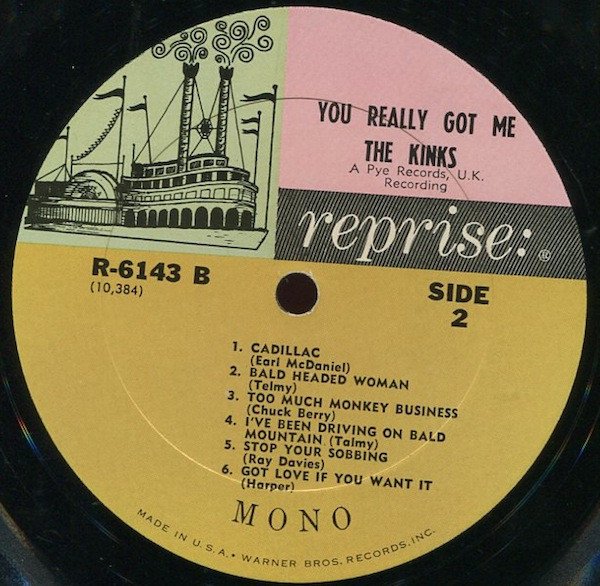 YOU REALLY GOT ME
THE KINKS
A Pye Records, U.K.
Recording
reprise: ®
R-6143 B
(10,384)
SIDE
2
1. CADILLAC
(Earl McDaniel)
2. BALD HEADED WOMAN
(Telmy)
3. TOO MUCH MONKEY BUSINESS
(Chuck Berry)
4. I'VE BEEN DRIVING ON BALD
MOUNTAIN (Talmy)
5. STOP YOUR SOBBING
(Ray Davies)
6. GOT LOVE IF YOU WANT IT
(Harper)
MONO
MADE IN U.S.A. • WARNER BROS. RECORDS, INC.